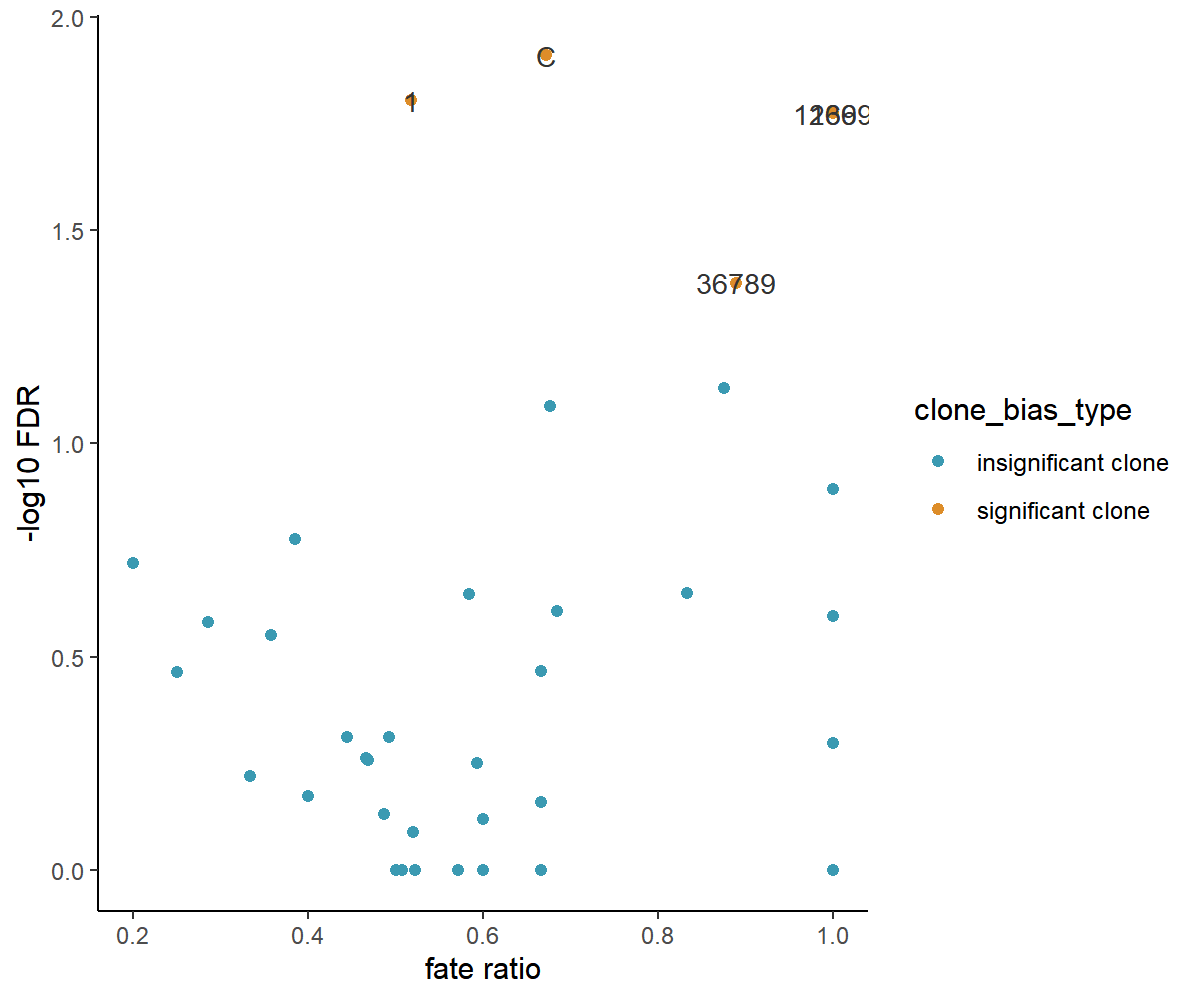 2.0
C
1
1.5
36789
-log10 FDR
1.0
clone_bias_type
insignificant clone
significant clone
0.5
0.0
0.2 0.4 0.6 0.8 1.0
fate ratio